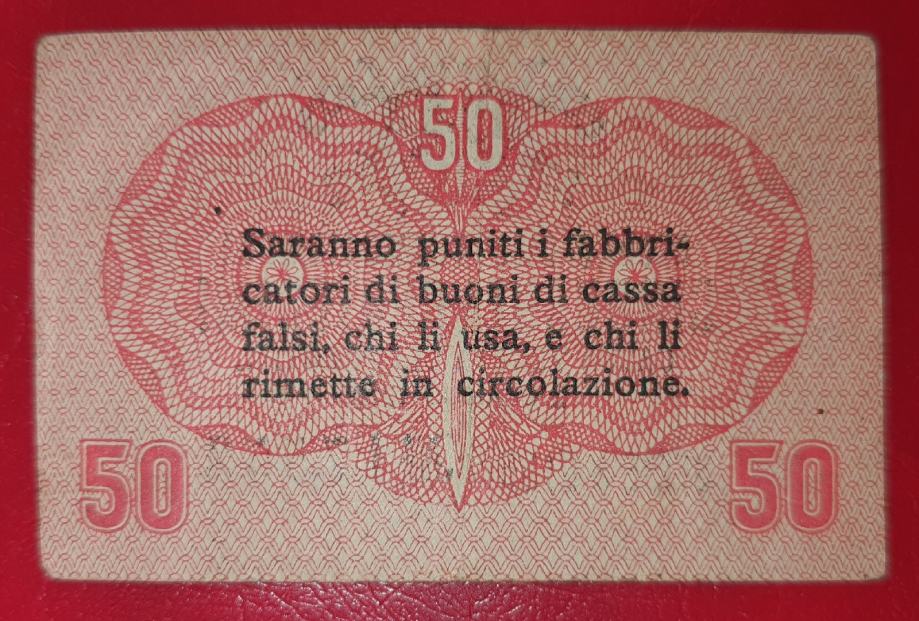 50
Saranno puniti i fabbri-
catori di buoni di cassa
falsi, chi li usa, e chi li
rimette in circolazione.
50 50